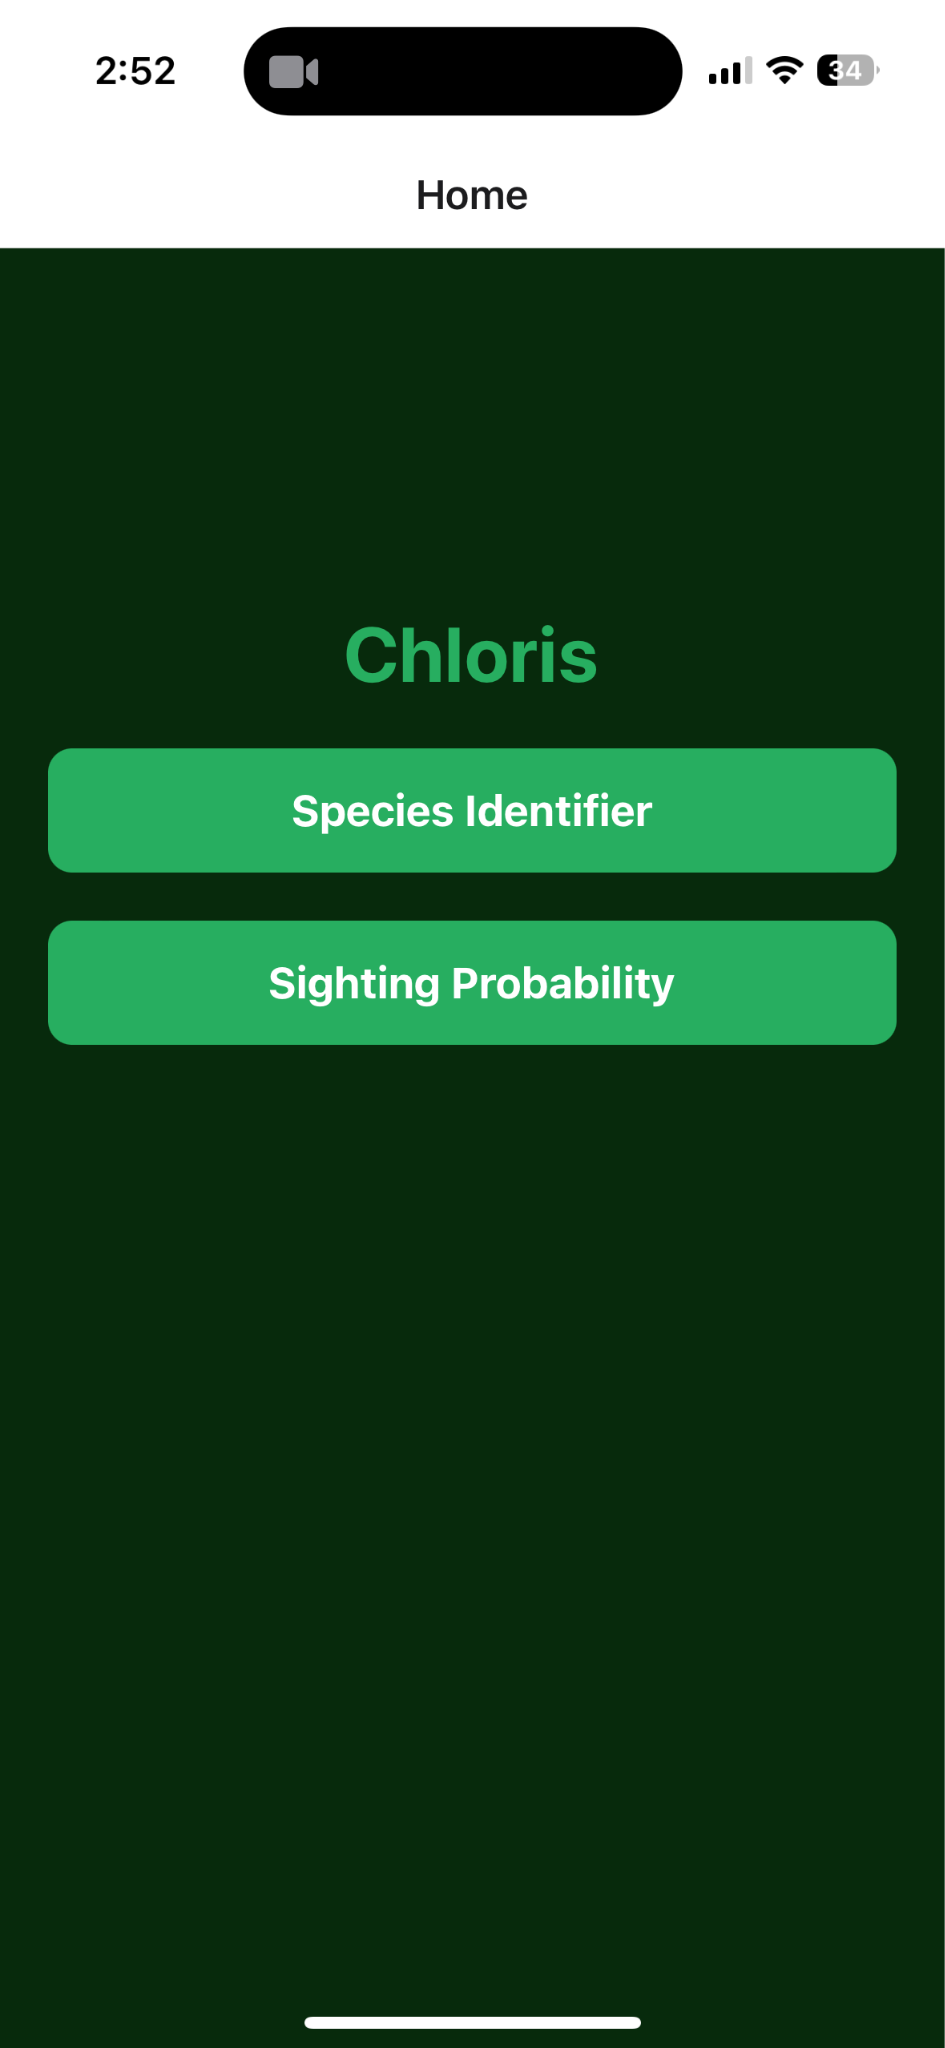 2:52
34
Home
Chloris
Species Identifier
Sighting Probability